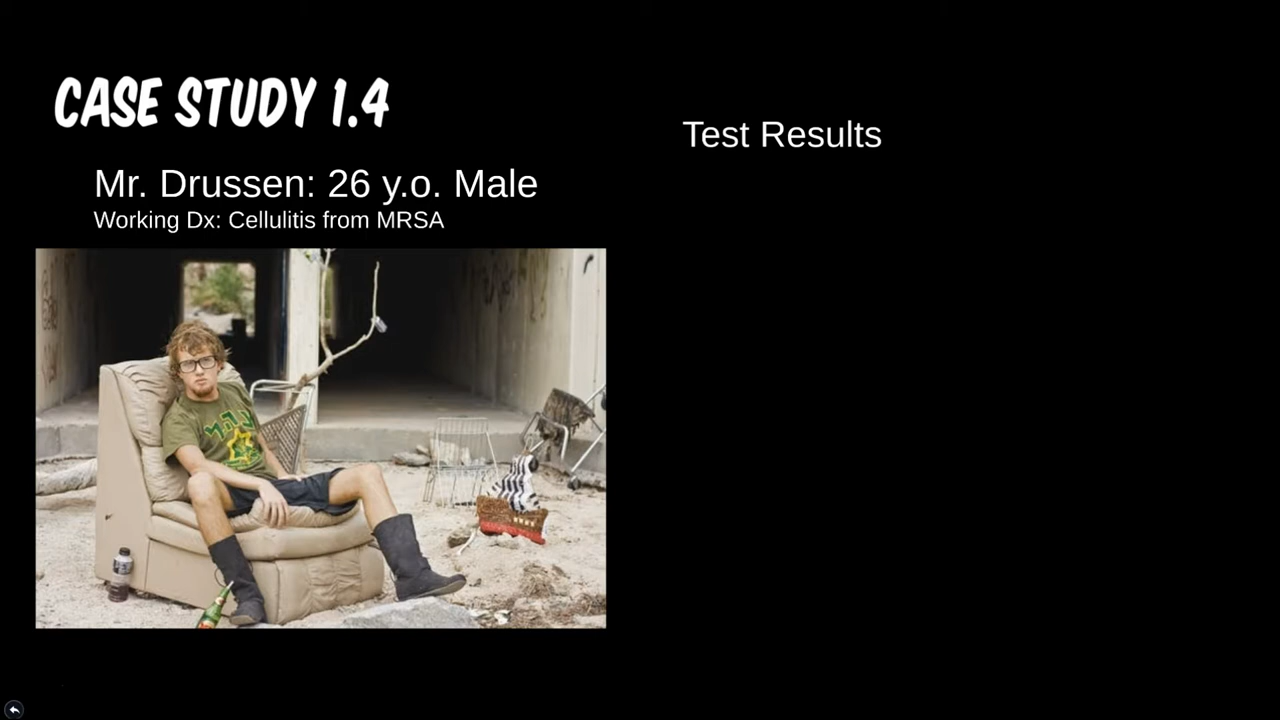 CASE STUDY 1.4
Mr. Drussen: 26 y.o. Male
Working Dx: Cellulitis from MRSA
Test Results